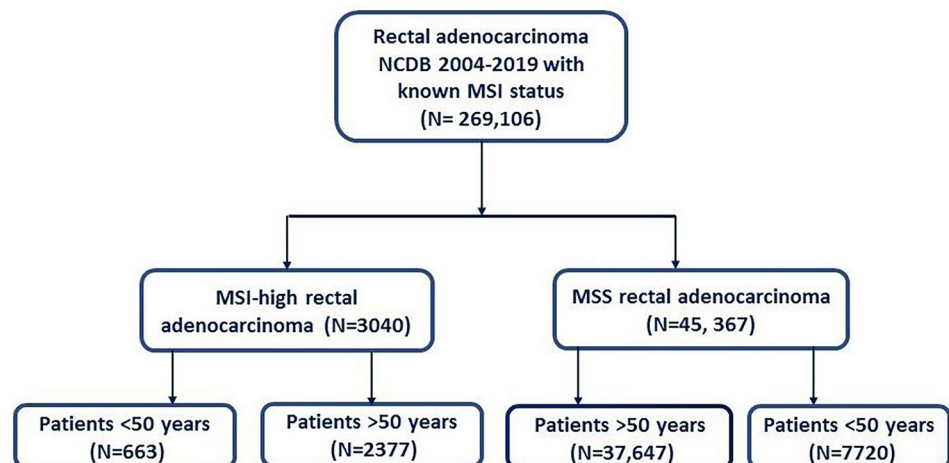 Rectal adenocarcinoma
NCDB 2004-2019 with
known MSI status
(N= 269,106)
MSI-high rectal
adenocarcinoma (N=3040)
MSS rectal adenocarcinoma
(N=45, 367)
Patients <50 years
(N=663)
Patients >50 years
(N=2377)
Patients >50 years
(N=37,647)
Patients <50 years
(N=7720)